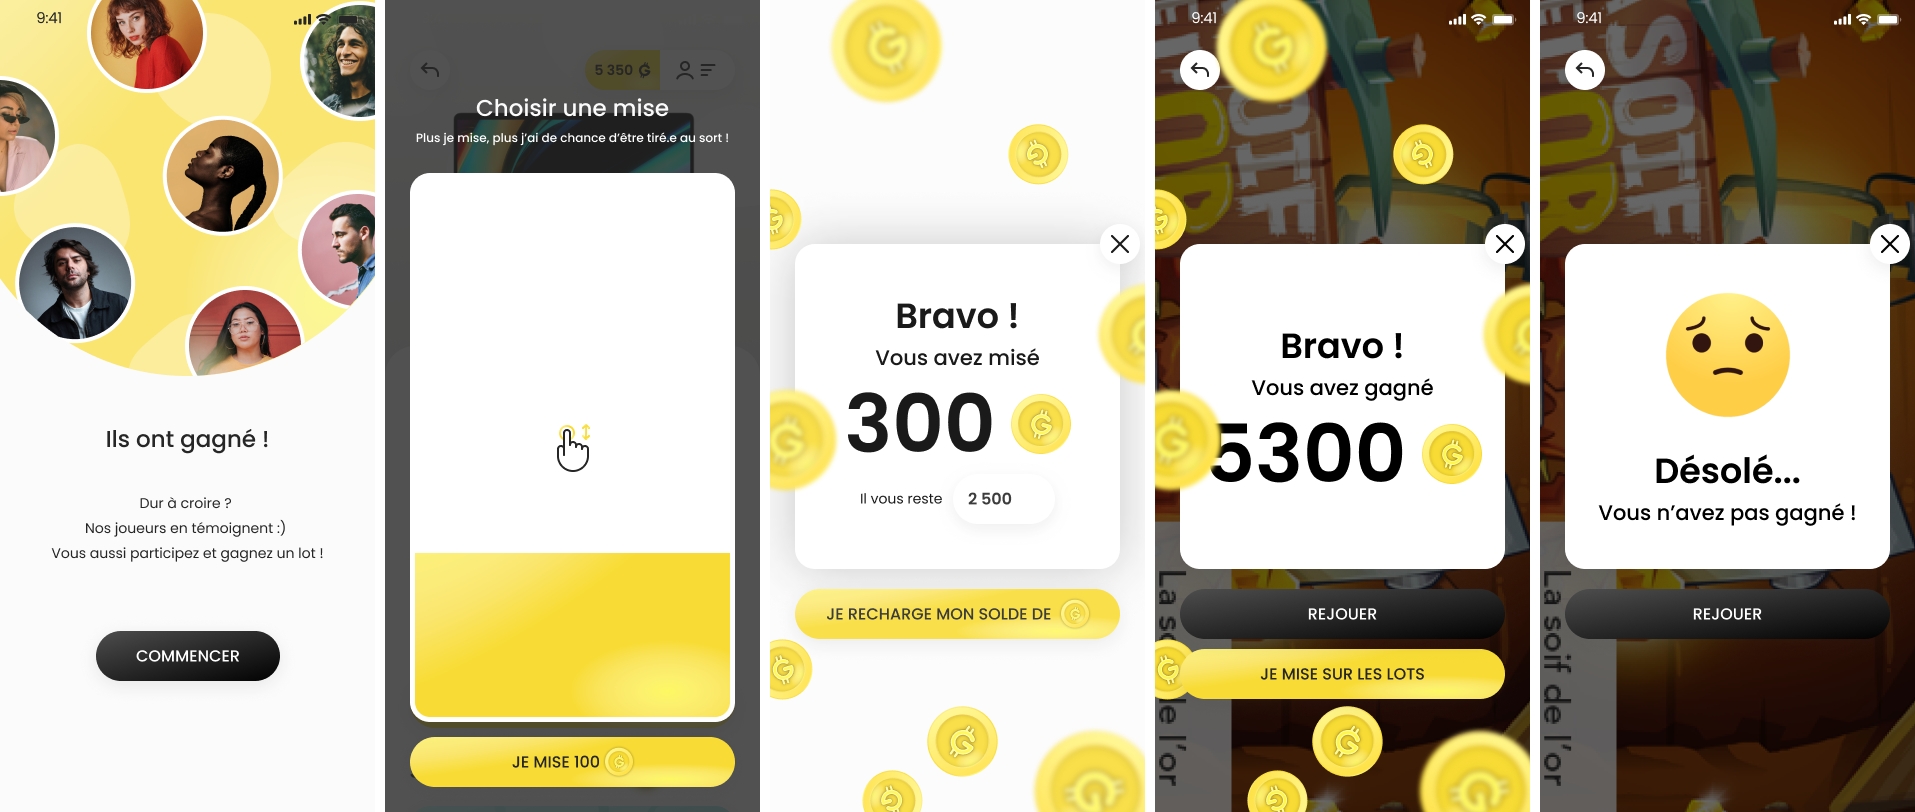 9:41
Ils ont gagné !
Dur à croire ?
Nos joueurs en témoignent :)
Vous aussi participez et gagnez un lot !
COMMENCER
5 350
Choisir une mise
Plus je mise, plus j’ai de chance d’être tiré.e au sort !
JE MISE 100
Bravo !
Vous avez misé
300
Il vous reste
2 500
JE RECHARGE MON SOLDE DE
9:41
SOIF
OR
Bravo !
Vous avez gagné
5300
REJOUER
JE MISE SUR LES LOTS
La soif de l’or
9:41
SOIF
OR
Désolé...
Vous n’avez pas gagné !
REJOUER
La soif de l’or